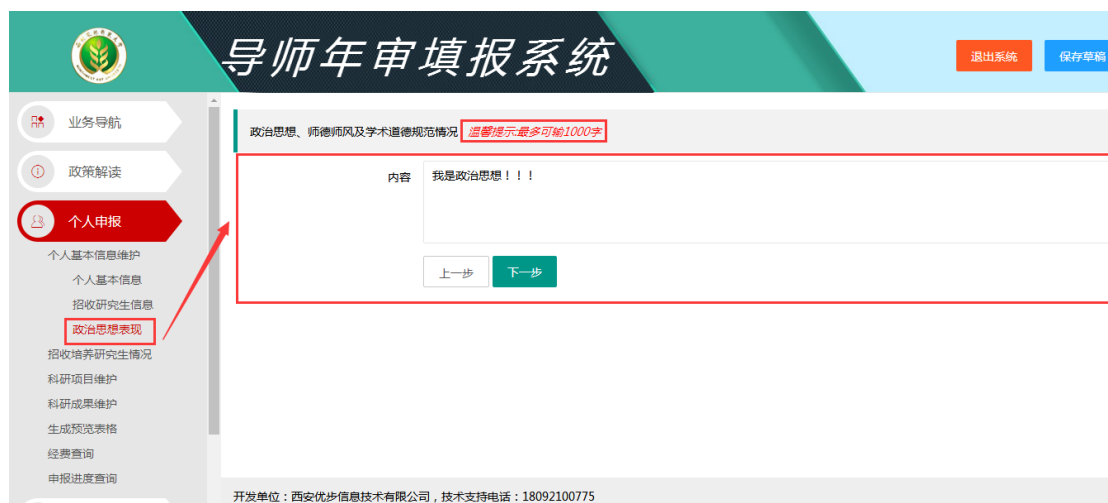 导师年审填报系统
退出系统
保存草稿
业务导航
政策解读
个人申报
个人基本信息维护
个人基本信息
招收研究生信息
政治思想表现
招收培养研究生情况
科研项目维护
科研成果维护
生成预览表格
经费查询
申报进度查询
政治思想、师德师风及学术道德规范情况 温馨提示:最多可输1000字
内容 我是政治思想！！！
上一步 下一步
开发单位：西安优步信息技术有限公司，技术支持电话：18092100775